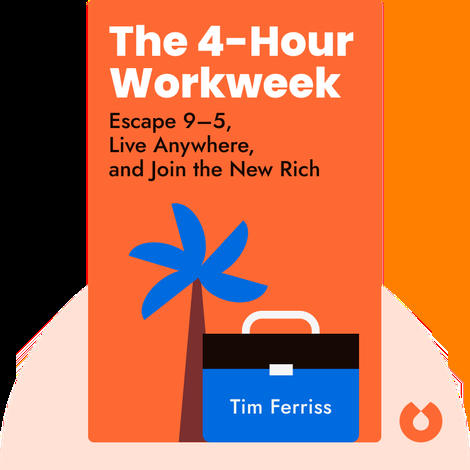 The 4-Hour
Workweek
Escape 9–5,
Live Anywhere,
and Join the New Rich
Tim Ferriss